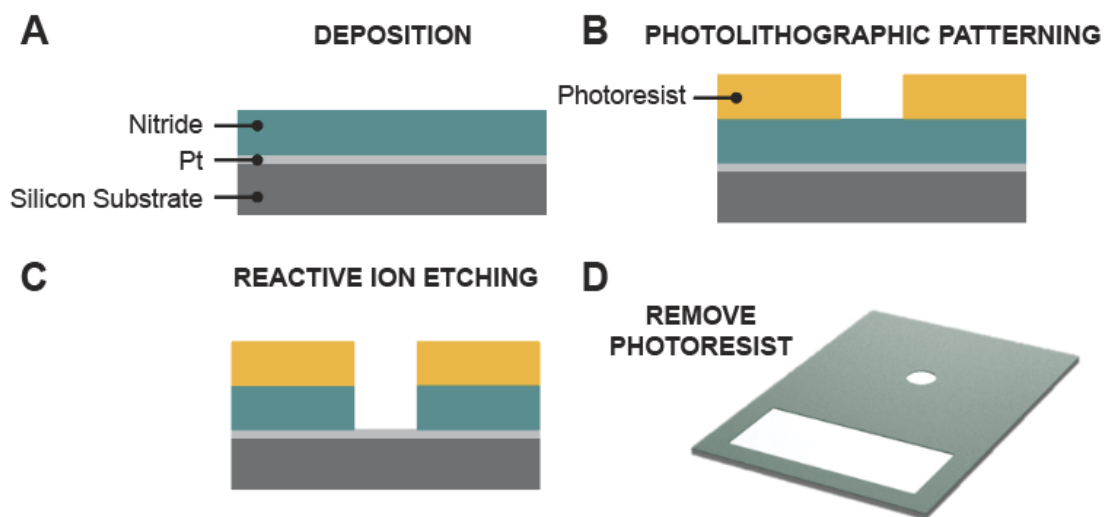 A
DEPOSITION
Nitride
Pt
Silicon Substrate
B
PHOTOLITHOGRAPHIC PATTERNING
Photoresist
C
REACTIVE ION ETCHING
D
REMOVE
PHOTORESIST